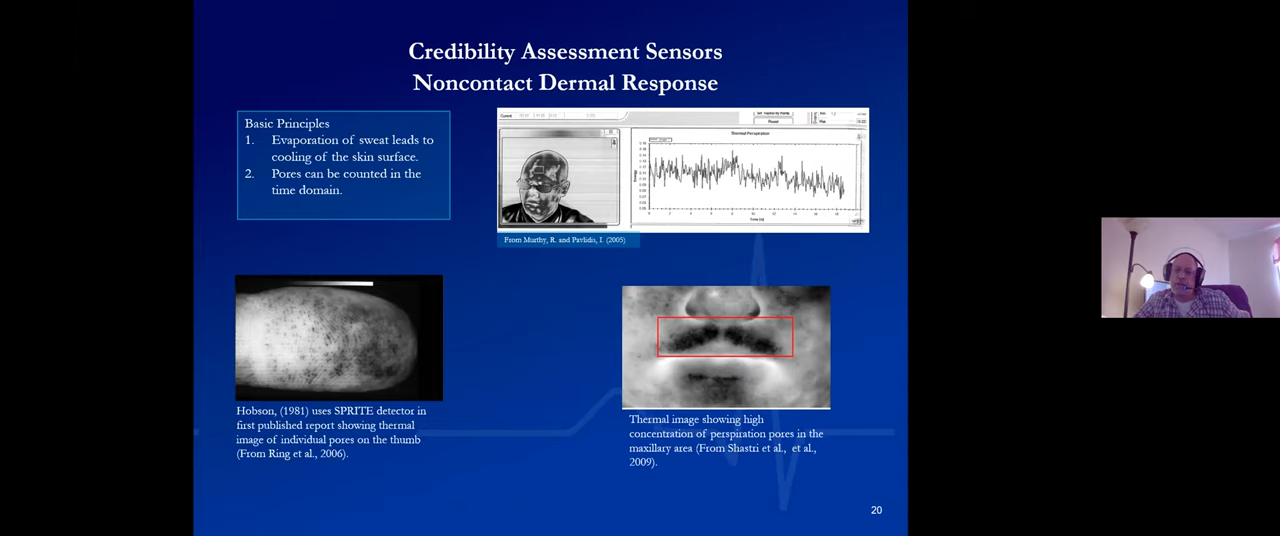 Credibility Assessment Sensors
Noncontact Dermal Response
Basic Principles
1. Evaporation of sweat leads to
cooling of the skin surface.
2. Pores can be counted in the
time domain.
Current
Thermal Perspiration
Energy
Time (s)
From Murthy, R. and Pavlidis, I. (2005)
Hobson, (1981) uses SPRITE detector in
first published report showing thermal
image of individual pores on the thumb
(From Ring et al., 2006).
Thermal image showing high
concentration of perspiration pores in the
maxillary area (From Shastri et al., et al.,
2009).
20